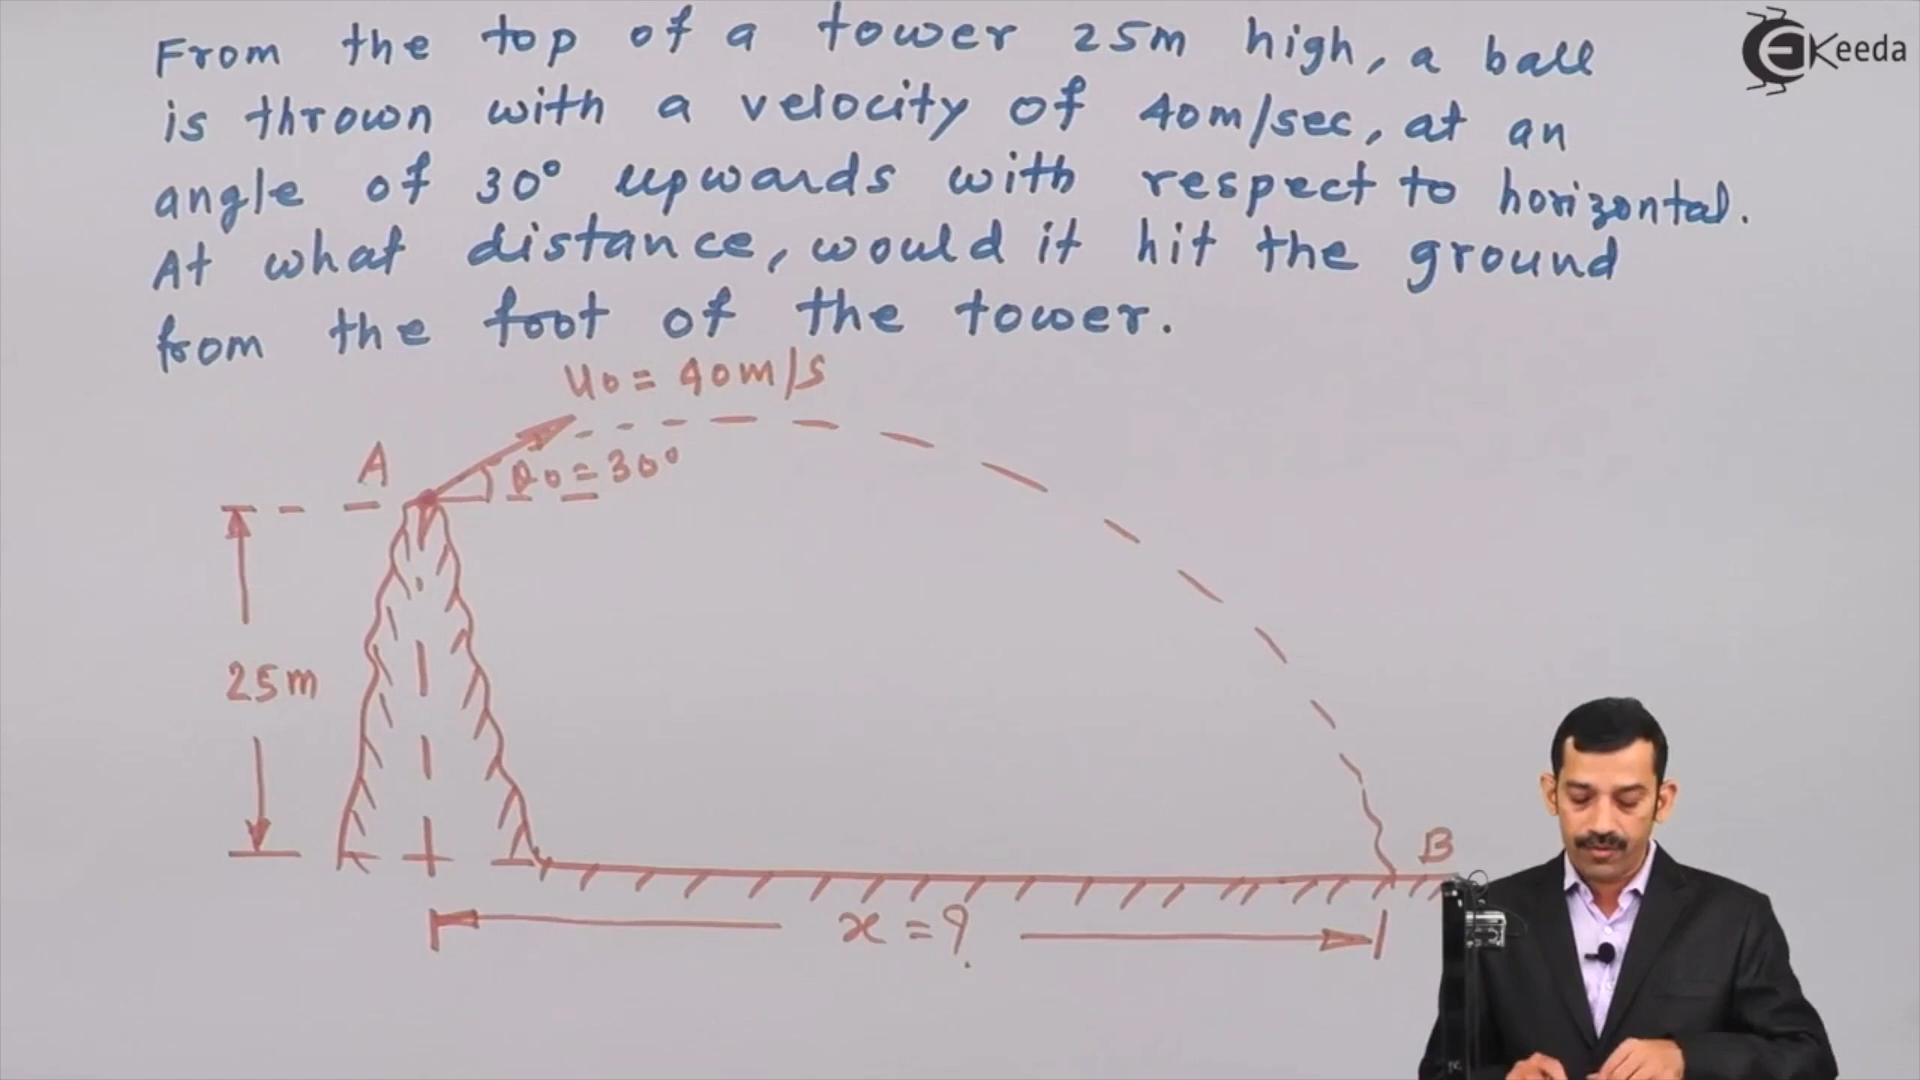 From the top of a tower 25m high, a ball
is thrown with a velocity of 40m/sec, at an
angle of 30° upwards with respect to horizontal.
At what distance, would it hit the ground
from the foot of the tower.
u₀ = 40m/s
A
θ₀ = 30°
25m
B
x = ?
EKeeda